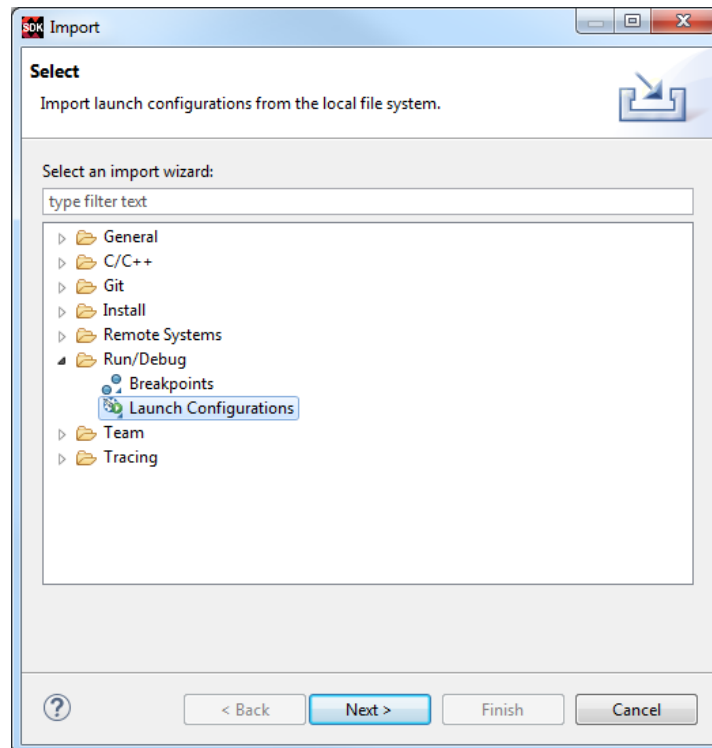 SDK Import
Select
Import launch configurations from the local file system.
Select an import wizard:
type filter text
General
C/C++
Git
Install
Remote Systems
Run/Debug
Breakpoints
Launch Configurations
Team
Tracing
? < Back Next > Finish Cancel